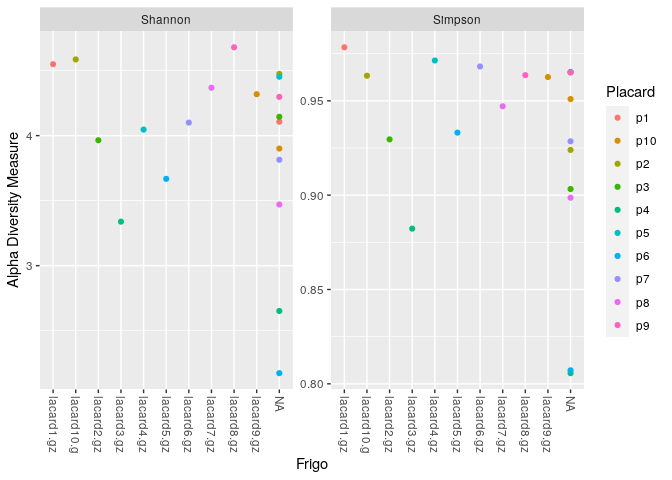 Shannon
Simpson
Alpha Diversity Measure
4
3
0.95
0.90
0.85
0.80
lacard1.gz
lacard10.g
lacard2.gz
lacard3.gz
lacard4.gz
lacard5.gz
lacard6.gz
lacard7.gz
lacard8.gz
lacard9.gz
NA
lacard1.gz
lacard10.g
lacard2.gz
lacard3.gz
lacard4.gz
lacard5.gz
lacard6.gz
lacard7.gz
lacard8.gz
lacard9.gz
NA
Frigo
Placard
p1
p10
p2
p3
p4
p5
p6
p7
p8
p9